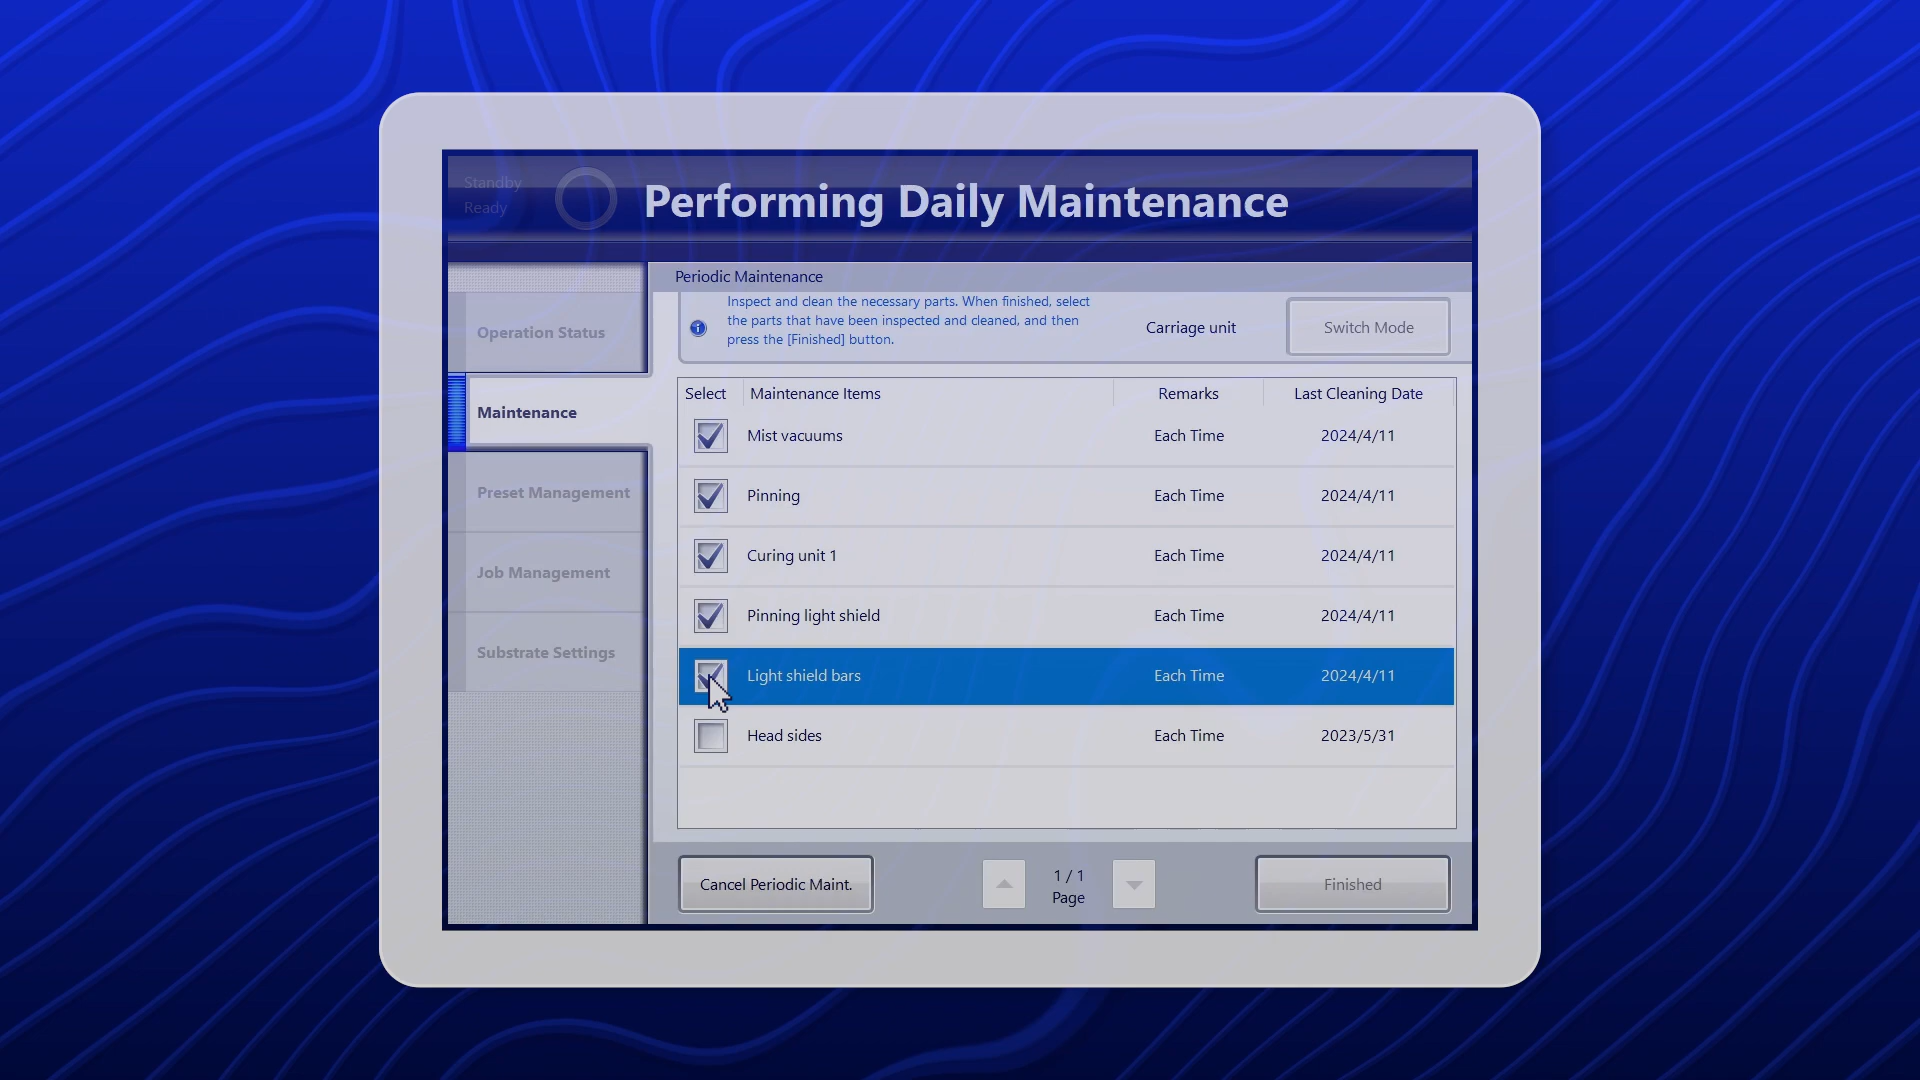 Standby
Ready
Performing Daily Maintenance
Periodic Maintenance
Operation Status
Maintenance
Preset Management
Job Management
Substrate Settings
Inspect and clean the necessary parts. When finished, select
the parts that have been inspected and cleaned, and then
press the [Finished] button.
Carriage unit
Switch Mode
Select Maintenance Items Remarks Last Cleaning Date
Mist vacuums Each Time 2024/4/11
Pinning Each Time 2024/4/11
Curing unit 1 Each Time 2024/4/11
Pinning light shield Each Time 2024/4/11
Light shield bars Each Time 2024/4/11
Head sides Each Time 2023/5/31
Cancel Periodic Maint.
1 / 1
Page
Finished